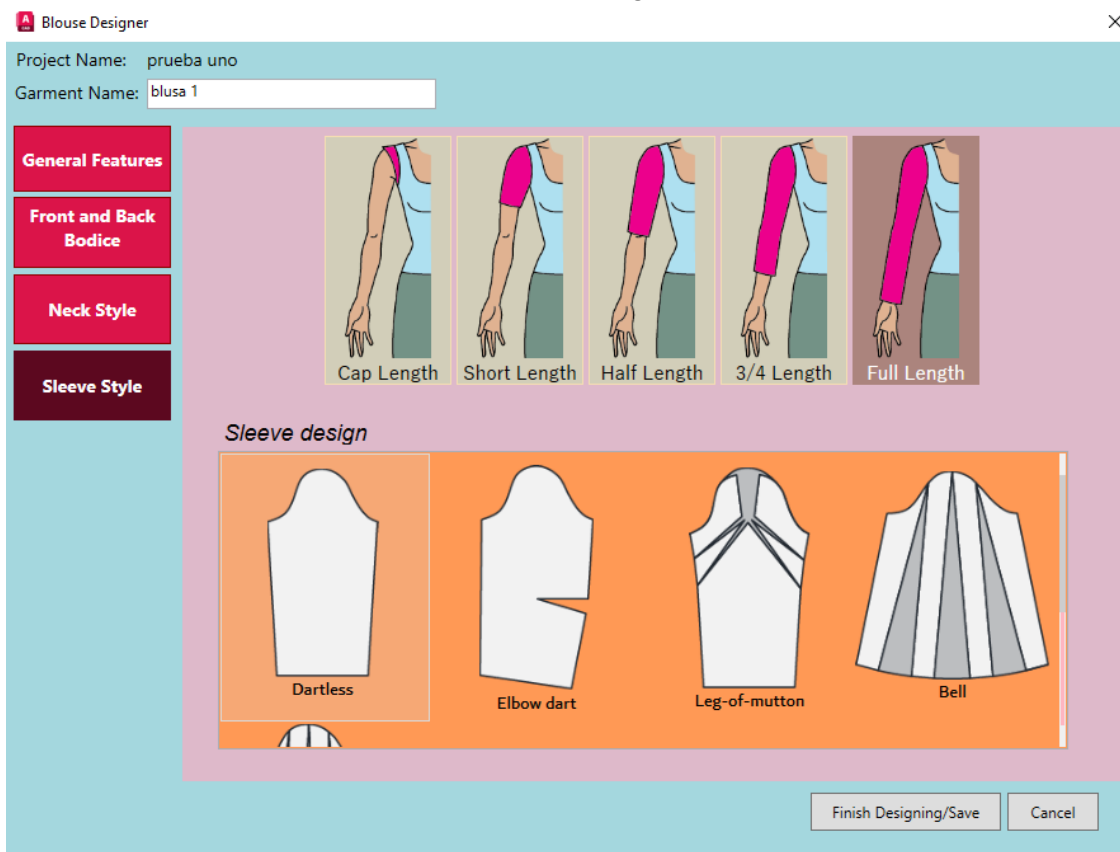 Blouse Designer
Project Name: prueba uno
Garment Name: blusa 1
General Features
Front and Back
Bodice
Neck Style
Sleeve Style
Cap Length
Short Length
Half Length
3/4 Length
Full Length
Sleeve design
Dartless
Elbow dart
Leg-of-mutton
Bell
Finish Designing/Save
Cancel